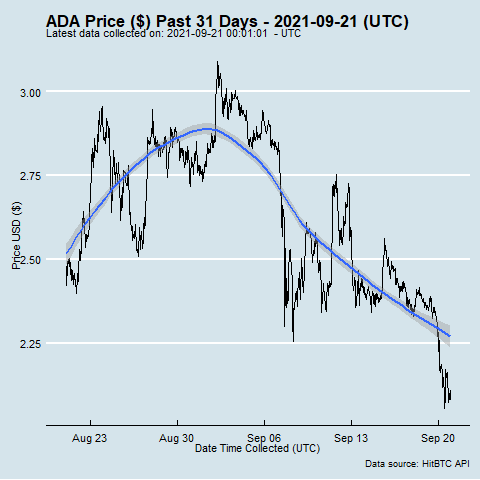 ADA Price ($) Past 31 Days - 2021-09-21 (UTC)
Latest data collected on: 2021-09-21 00:01:01  - UTC
3.00
2.75
2.50
2.25
Price USD ($)
Aug 23
Aug 30
Sep 06
Sep 13
Sep 20
Date Time Collected (UTC)
Data source: HitBTC API